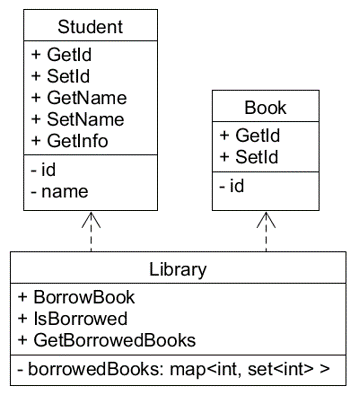 Student
+ GetId
+ SetId
+ GetName
+ SetName
+ GetInfo
- id
- name
Book
+ GetId
+ SetId
- id
Library
+ BorrowBook
+ IsBorrowed
+ GetBorrowedBooks
- borrowedBooks: map<int, set<int> >